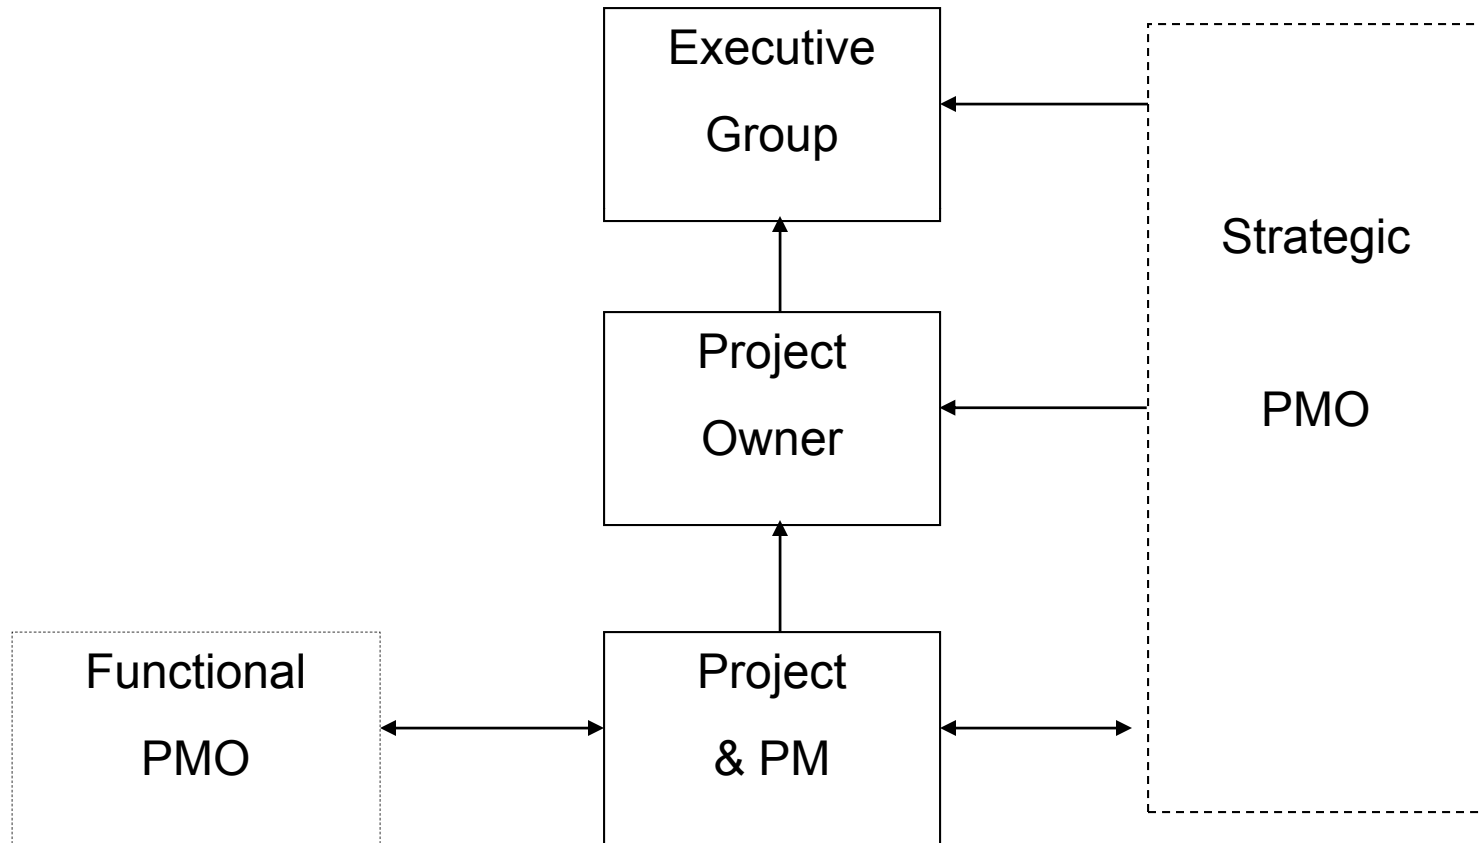 Executive
Group
Strategic
PMO
Project
Owner
Functional
PMO
Project
& PM